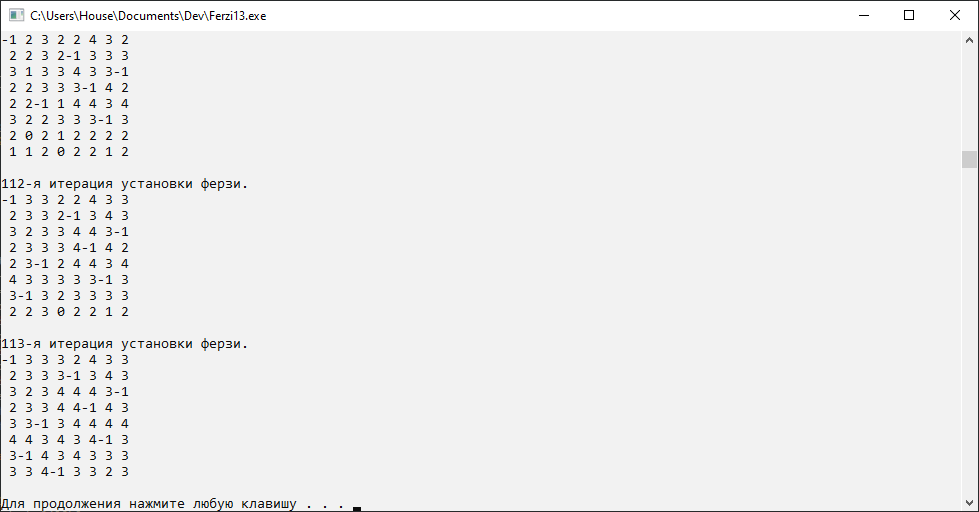 C:\Users\House\Documents\Dev\Ferzi13.exe
-1 2 3 2 2 4 3 2
 2 2 3 2-1 3 3 3
 3 1 3 3 4 3 3-1
 2 2 3 3 3-1 4 2
 2 2-1 1 4 4 3 4
 3 2 2 3 3 3-1 3
 2 0 2 1 2 2 2 2
 1 1 2 0 2 2 1 2

112-я итерация установки ферзи.
-1 3 3 2 2 4 3 3
 2 3 3 2-1 3 4 3
 3 2 3 3 4 4 3-1
 2 3 3 3 4-1 4 2
 2 3-1 2 4 4 3 4
 4 3 3 3 3 3-1 3
 3-1 3 2 3 3 3 3
 2 2 3 0 2 2 1 2

113-я итерация установки ферзи.
-1 3 3 3 2 4 3 3
 2 3 3 3-1 3 4 3
 3 2 3 4 4 4 3-1
 2 3 3 4 4-1 4 3
 3 3-1 3 4 4 4 4
 4 4 3 4 3 4-1 3
 3-1 4 3 4 3 3 3
 3 3 4-1 3 3 2 3

Для продолжения нажмите любую клавишу . . .